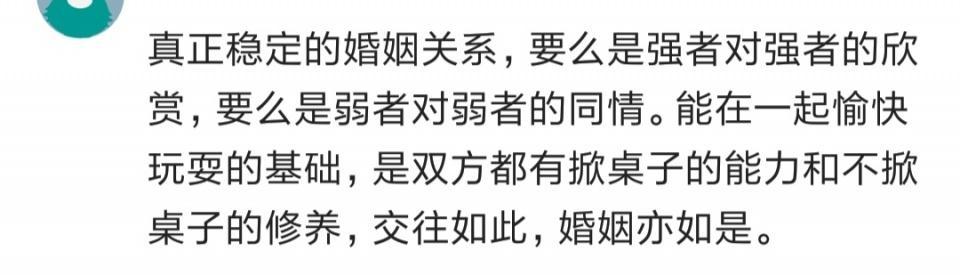 真正稳定的婚姻关系，要么是强者对强者的欣
赏，要么是弱者对弱者的同情。能在一起愉快
玩耍的基础，是双方都有掀桌子的能力和不掀
桌子的修养，交往如此，婚姻亦如是。